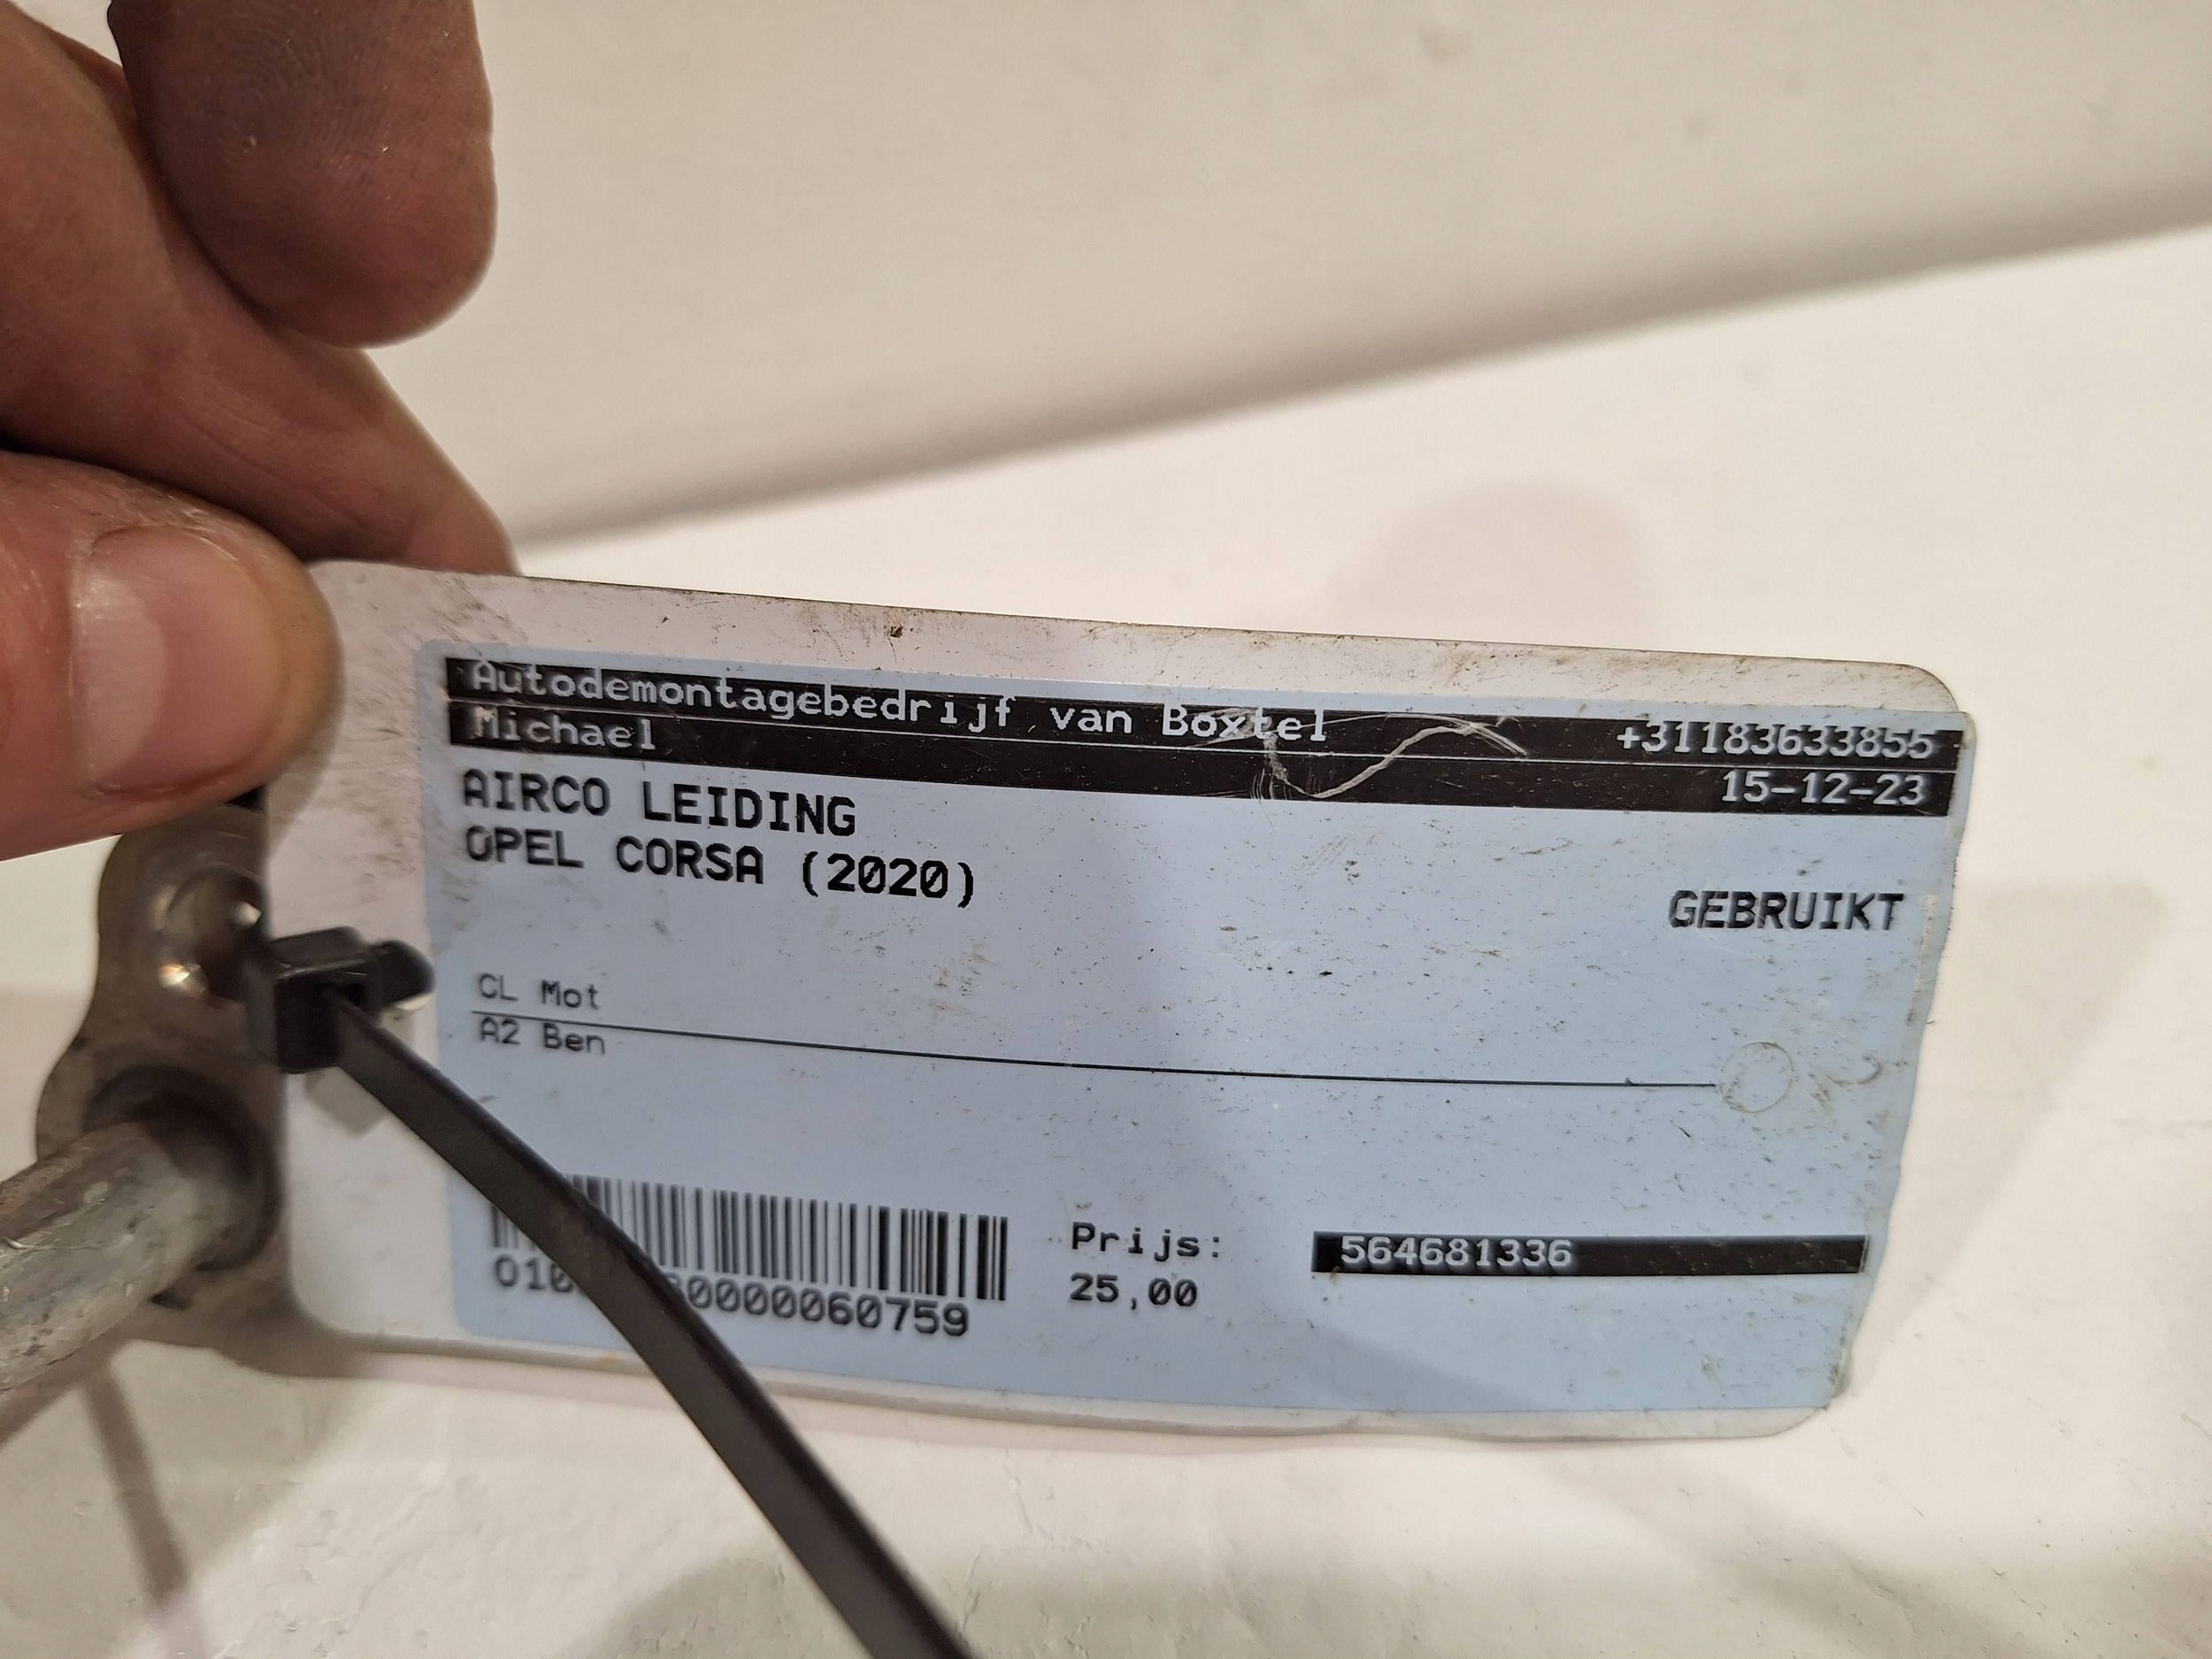 Autodemontagebedrijf van Boxtel +31183633855
Michael 15-12-23
AIRCO LEIDING
OPEL CORSA (2020)
GEBRUIKT
CL Mot
A2 Ben
Prijs: 564681336
25,00